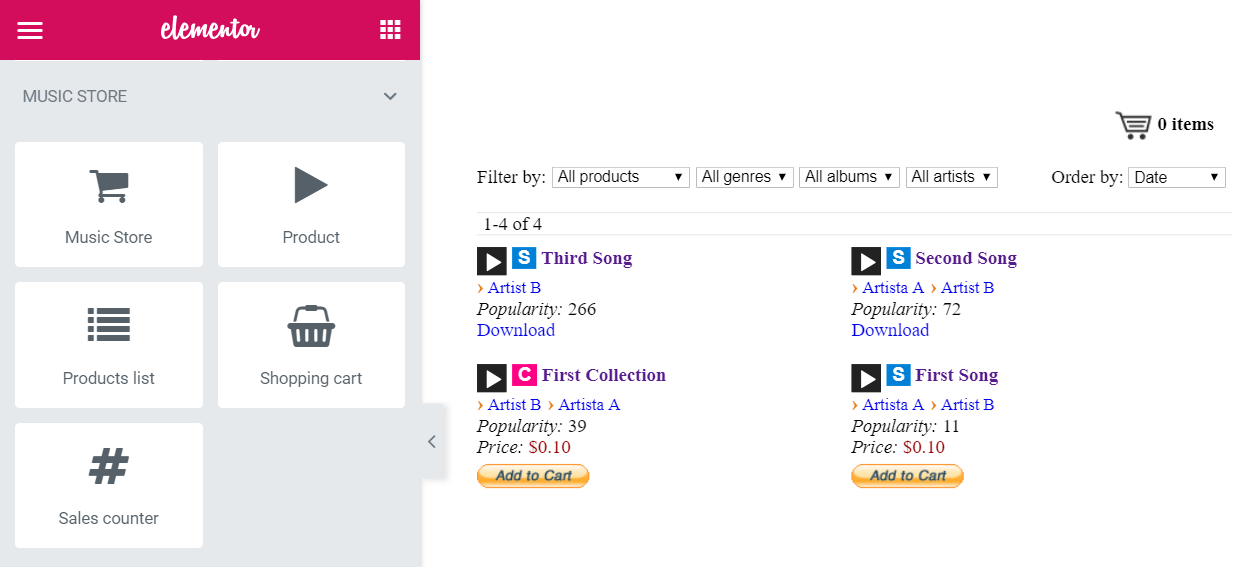 elementor
MUSIC STORE
Music Store
Product
Products list
Shopping cart
Sales counter
0 items
Filter by: All products All genres All albums All artists Order by: Date
1-4 of 4
S Third Song
› Artist B
Popularity: 266
Download
S Second Song
› Artista A › Artist B
Popularity: 72
Download
C First Collection
› Artist B › Artista A
Popularity: 39
Price: $0.10
Add to Cart
S First Song
› Artista A › Artist B
Popularity: 11
Price: $0.10
Add to Cart